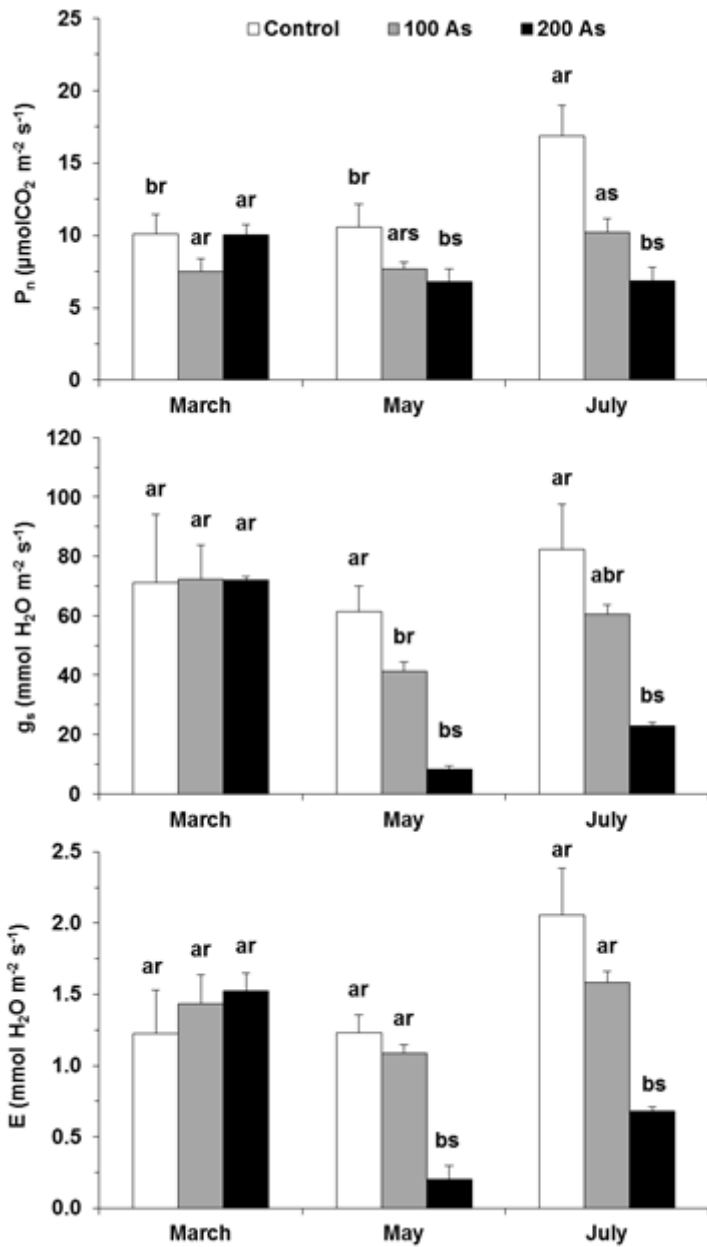 25
Control 100 As 200 As
20
15
10
5
0
Pₙ (µmolCO₂ m⁻² s⁻¹)
br ar ar
br ars bs
ar as bs
March May July
120
100
80
60
40
20
0
gₛ (mmol H₂O m⁻² s⁻¹)
ar ar ar
ar br bs
ar abr bs
March May July
2.5
2.0
1.5
1.0
0.5
0.0
E (mmol H₂O m⁻² s⁻¹)
ar ar ar
ar ar bs
ar ar bs
March May July